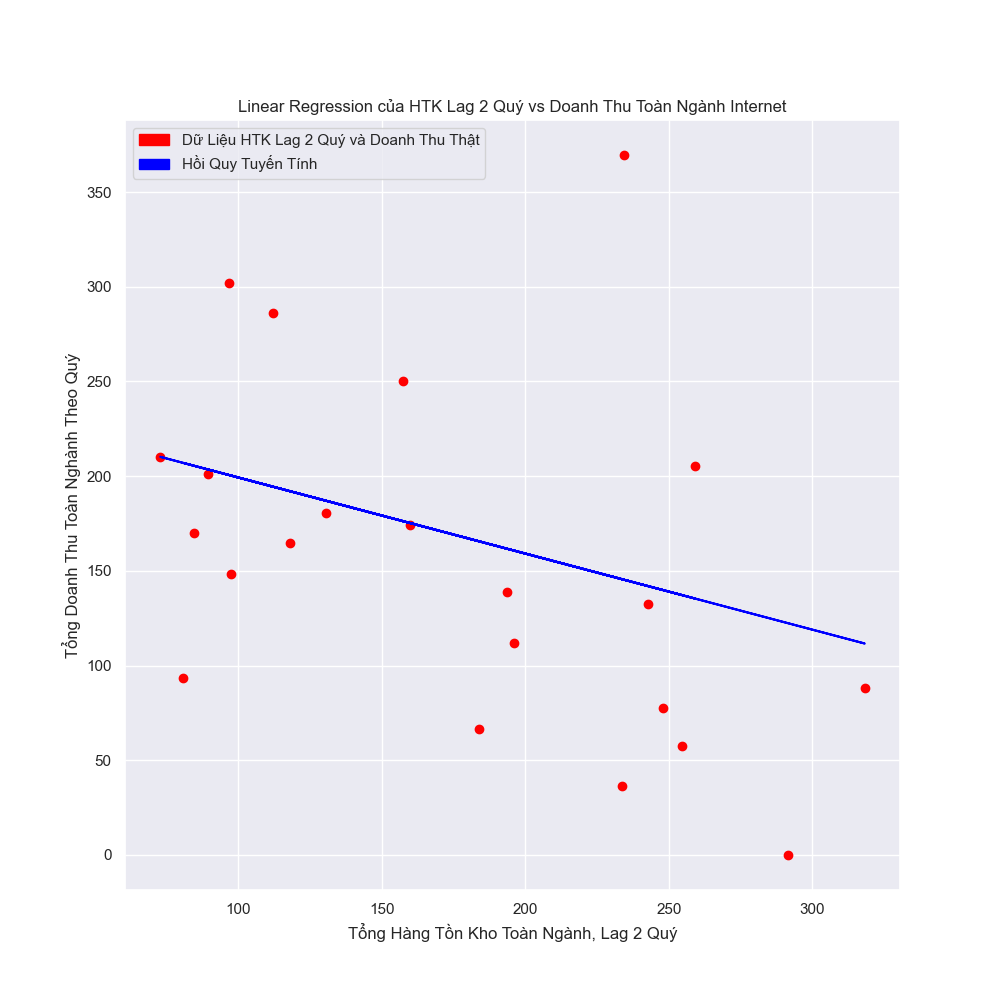 Linear Regression của HTK Lag 2 Quý vs Doanh Thu Toàn Ngành Internet
Dữ Liệu HTK Lag 2 Quý và Doanh Thu Thật
Hồi Quy Tuyến Tính
350
300
250
200
150
100
50
0
Tổng Doanh Thu Toàn Nghành Theo Quý
100 150 200 250 300
Tổng Hàng Tồn Kho Toàn Ngành, Lag 2 Quý